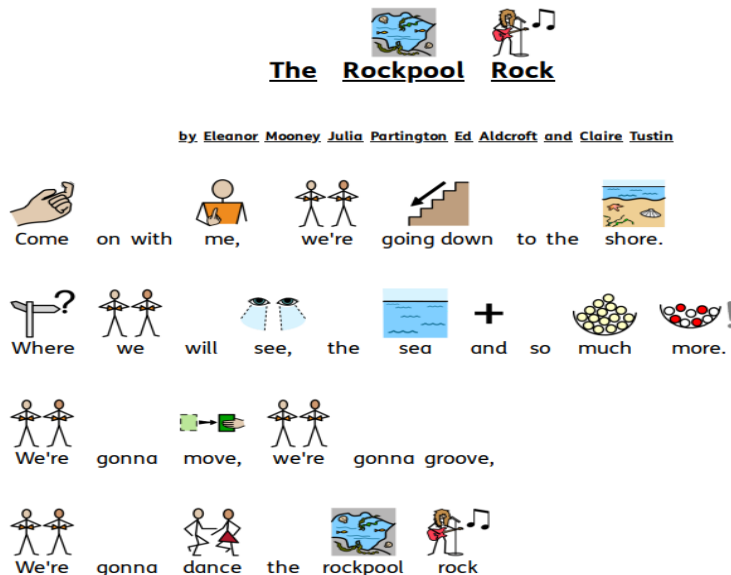 The Rockpool Rock
by Eleanor Mooney Julia Partington Ed Aldcroft and Claire Tustin
Come on with me, we're going down to the shore.
?
Where we will see, the sea and so much more.
We're gonna move, we're gonna groove,
We're gonna dance the rockpool rock